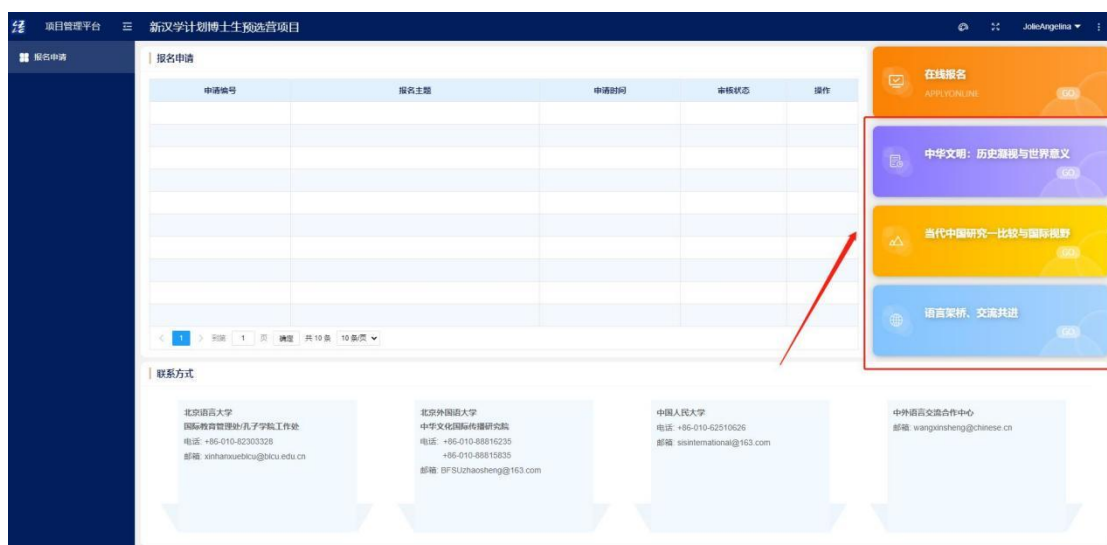 项目管理平台
新汉学计划博士生预选营项目
JolieAngelina
报名申请
报名申请
申请编号 报名主题 申请时间 审核状态 操作
1 到第 1 页 确定 共 10 条 10 条/页
在线报名
APPLYONLINE
GO
中华文明：历史凝视与世界意义
GO
当代中国研究—比较与国际视野
GO
语言架桥、交流共进
GO
联系方式
北京语言大学
国际教育管理处/孔子学院工作处
电话: +86-010-82303328
邮箱: xinhanxueblcu@blcu.edu.cn
北京外国语大学
中华文化国际传播研究院
电话: +86-010-88816235
+86-010-88815835
邮箱: BFSUzhaosheng@163.com
中国人民大学
电话: +86-010-62510626
邮箱: sisinternational@163.com
中外语言交流合作中心
邮箱: wangxinsheng@chinese.cn